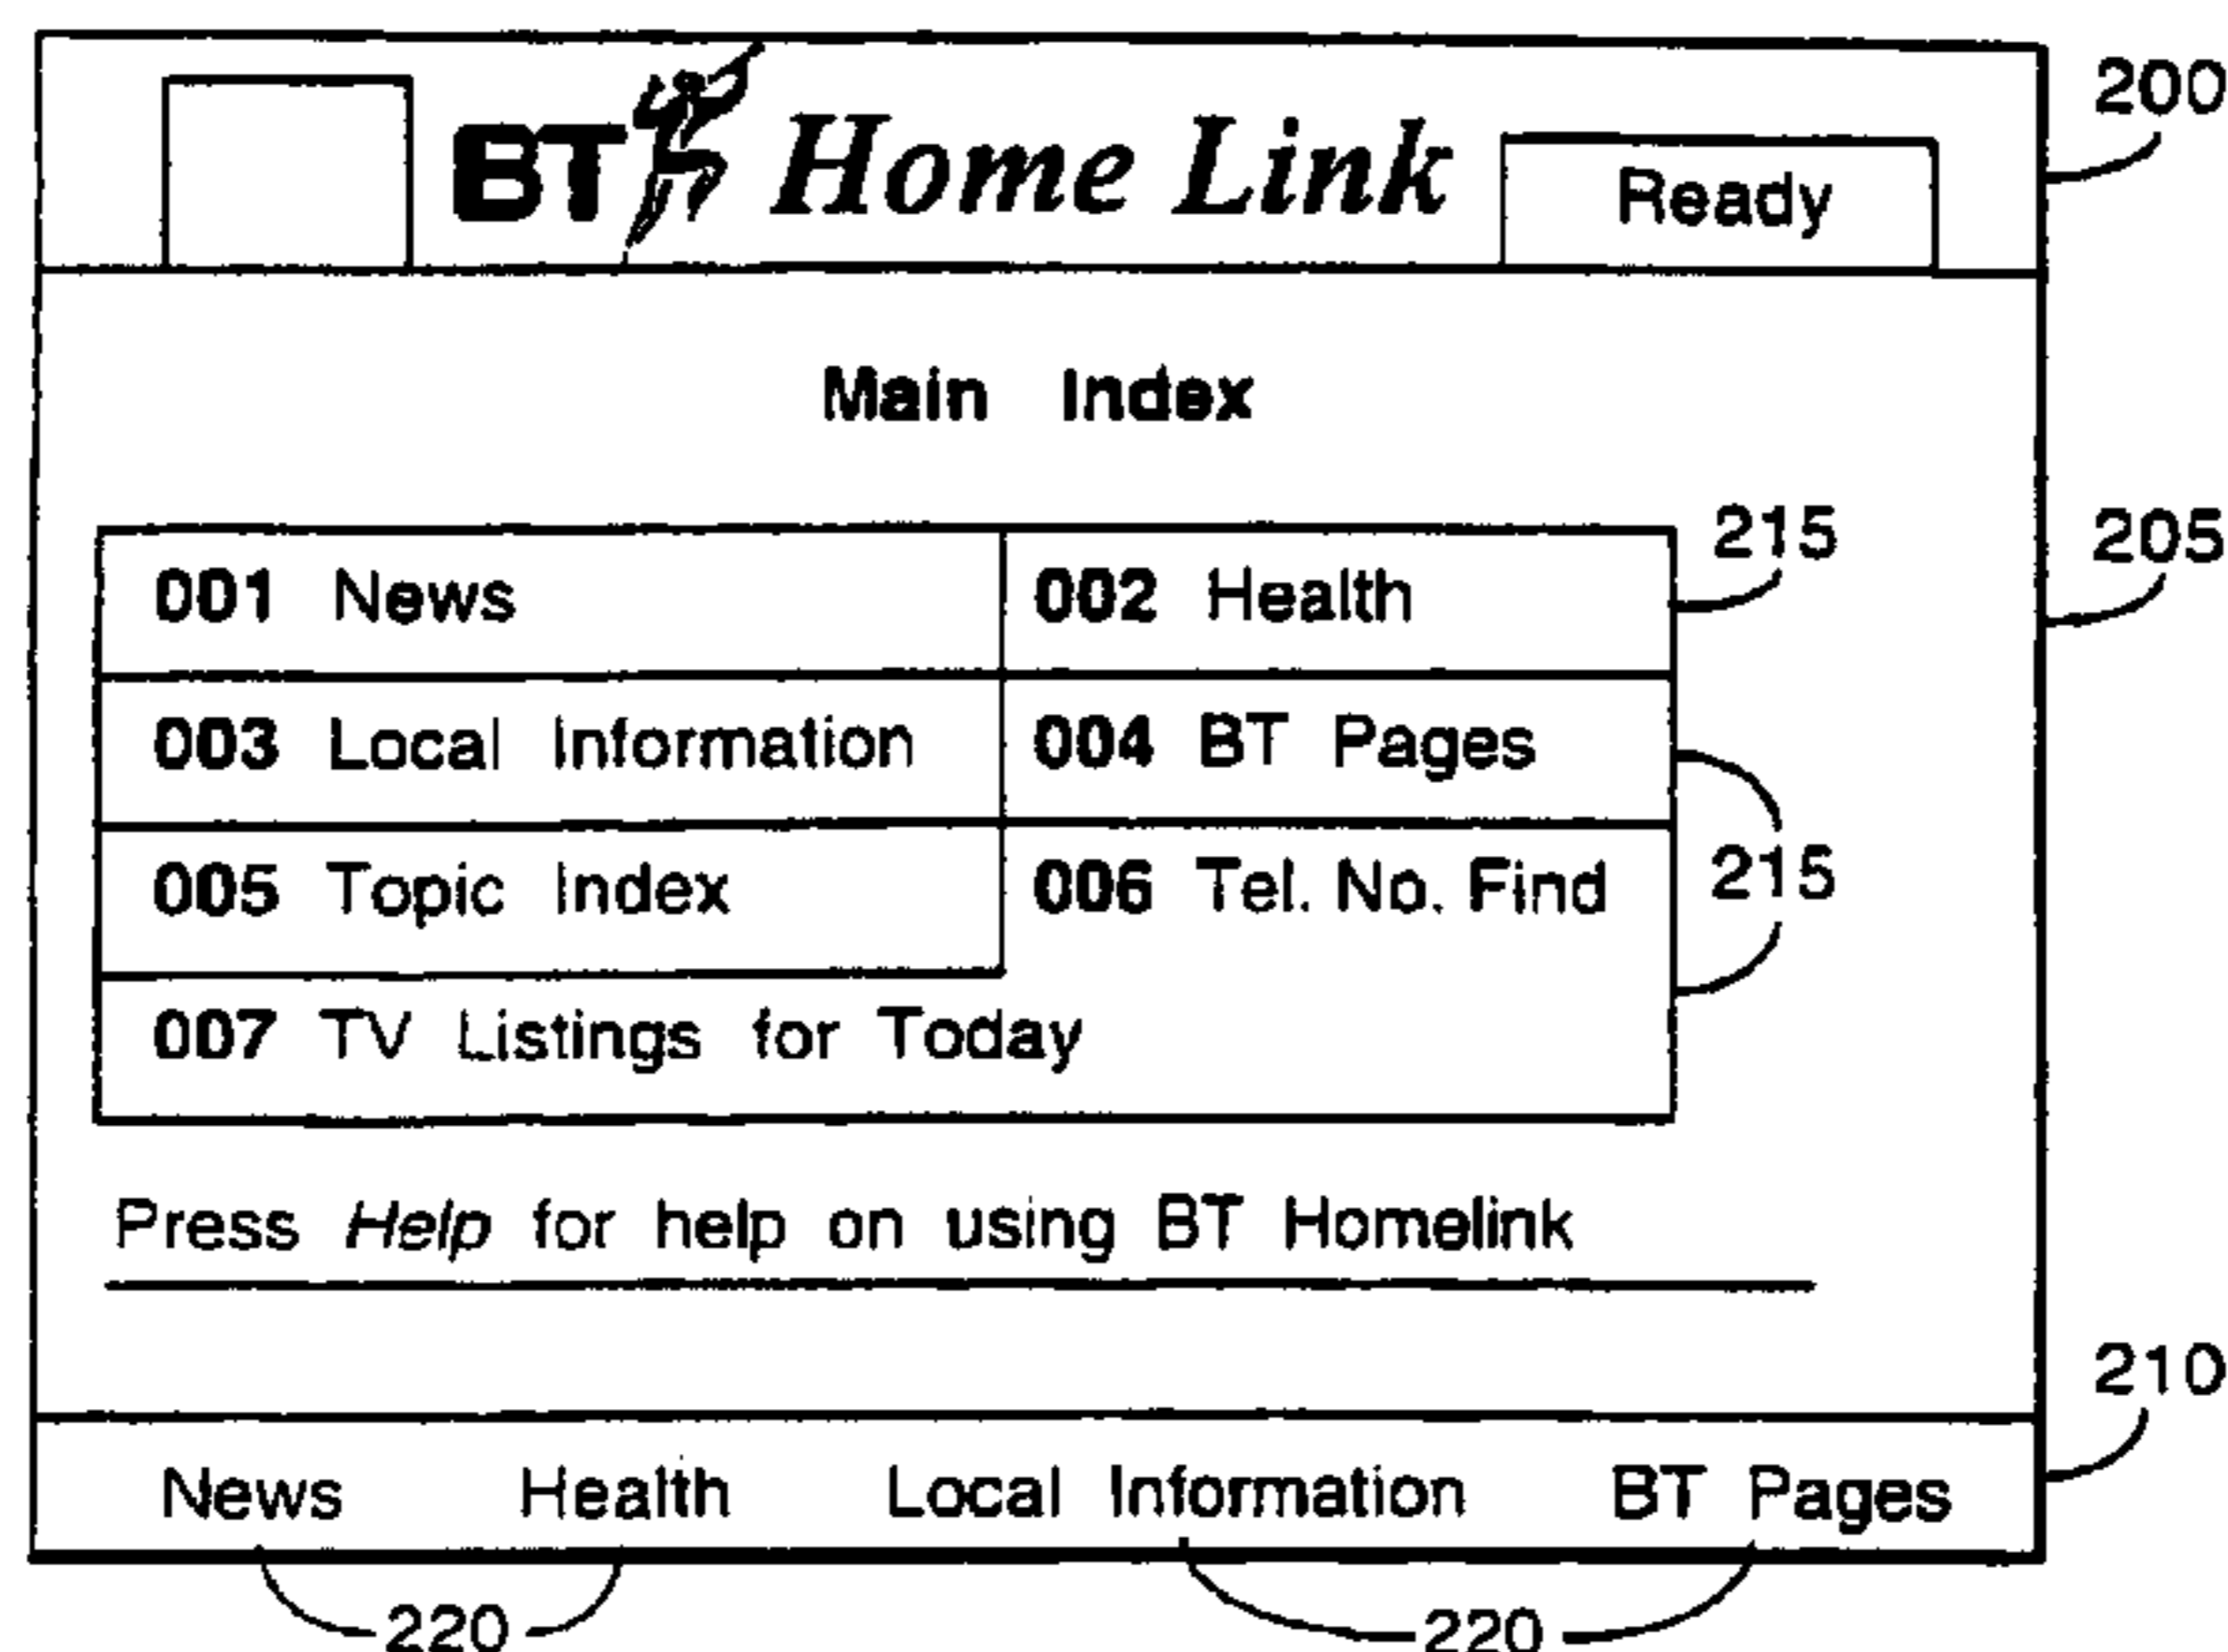 BT Home Link Ready
200
Main Index
215
205
001 News 002 Health
003 Local Information 004 BT Pages
005 Topic Index 006 Tel. No. Find
215
007 TV Listings for Today
Press Help for help on using BT Homelink
210
News Health Local Information BT Pages
220 220